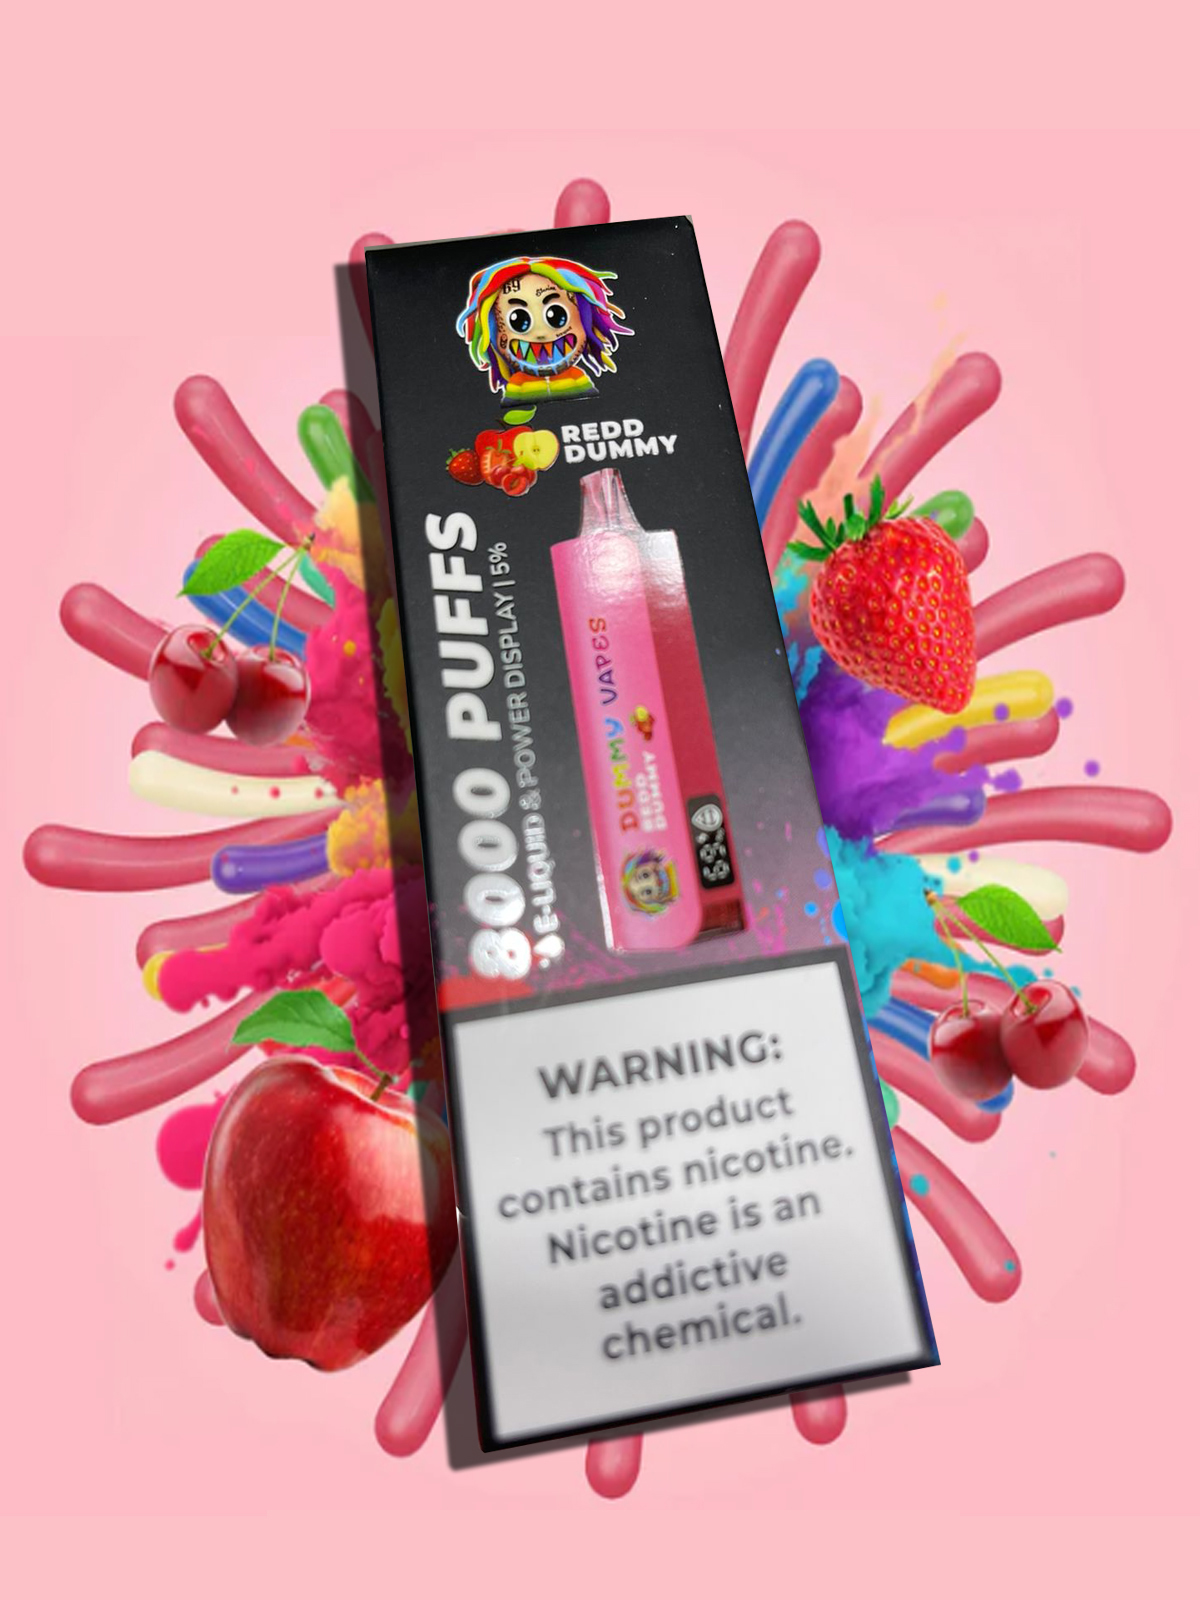 69
REDD
DUMMY
8000 PUFFS
E-LIQUID & POWER DISPLAY | 5%
DUMMY VAPES
REDD
DUMMY
WARNING:
This product
contains nicotine.
Nicotine is an
addictive
chemical.